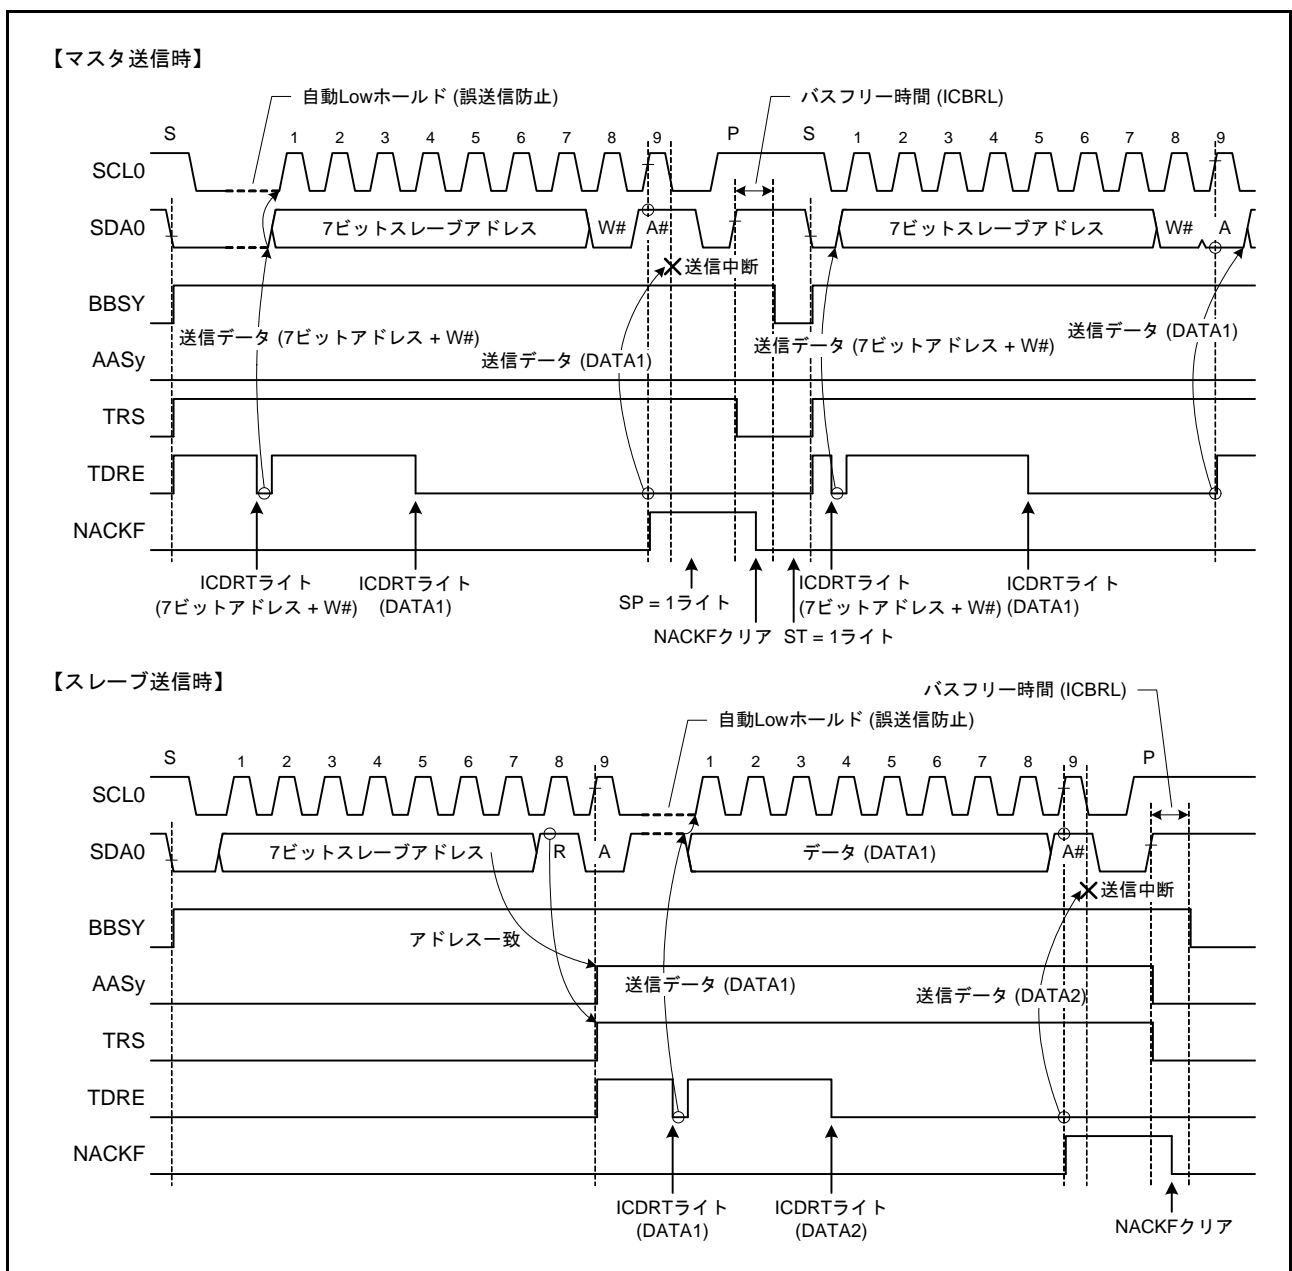 【マスタ送信時】
自動Lowホールド (誤送信防止)
バスフリー時間 (ICBRL)
S 1 2 3 4 5 6 7 8 9 P S 1 2 3 4 5 6 7 8 9
SCL0
SDA0 7ビットスレーブアドレス W# A# 7ビットスレーブアドレス W# A
送信中断
BBSY
送信データ (7ビットアドレス + W#) 送信データ (DATA1) 送信データ (7ビットアドレス + W#) 送信データ (DATA1)
AASy
TRS
TDRE
NACKF
ICDRTライト
(7ビットアドレス + W#)
ICDRTライト
(DATA1)
SP = 1ライト
NACKFクリア
ST = 1ライト
ICDRTライト
(7ビットアドレス + W#)
ICDRTライト
(DATA1)
【スレーブ送信時】
バスフリー時間 (ICBRL)
自動Lowホールド (誤送信防止)
S 1 2 3 4 5 6 7 8 9 1 2 3 4 5 6 7 8 9 P
SCL0
SDA0 7ビットスレーブアドレス R A データ (DATA1) A#
送信中断
BBSY
アドレス一致
AASy 送信データ (DATA1) 送信データ (DATA2)
TRS
TDRE
NACKF
ICDRTライト
(DATA1)
ICDRTライト
(DATA2)
NACKFクリア